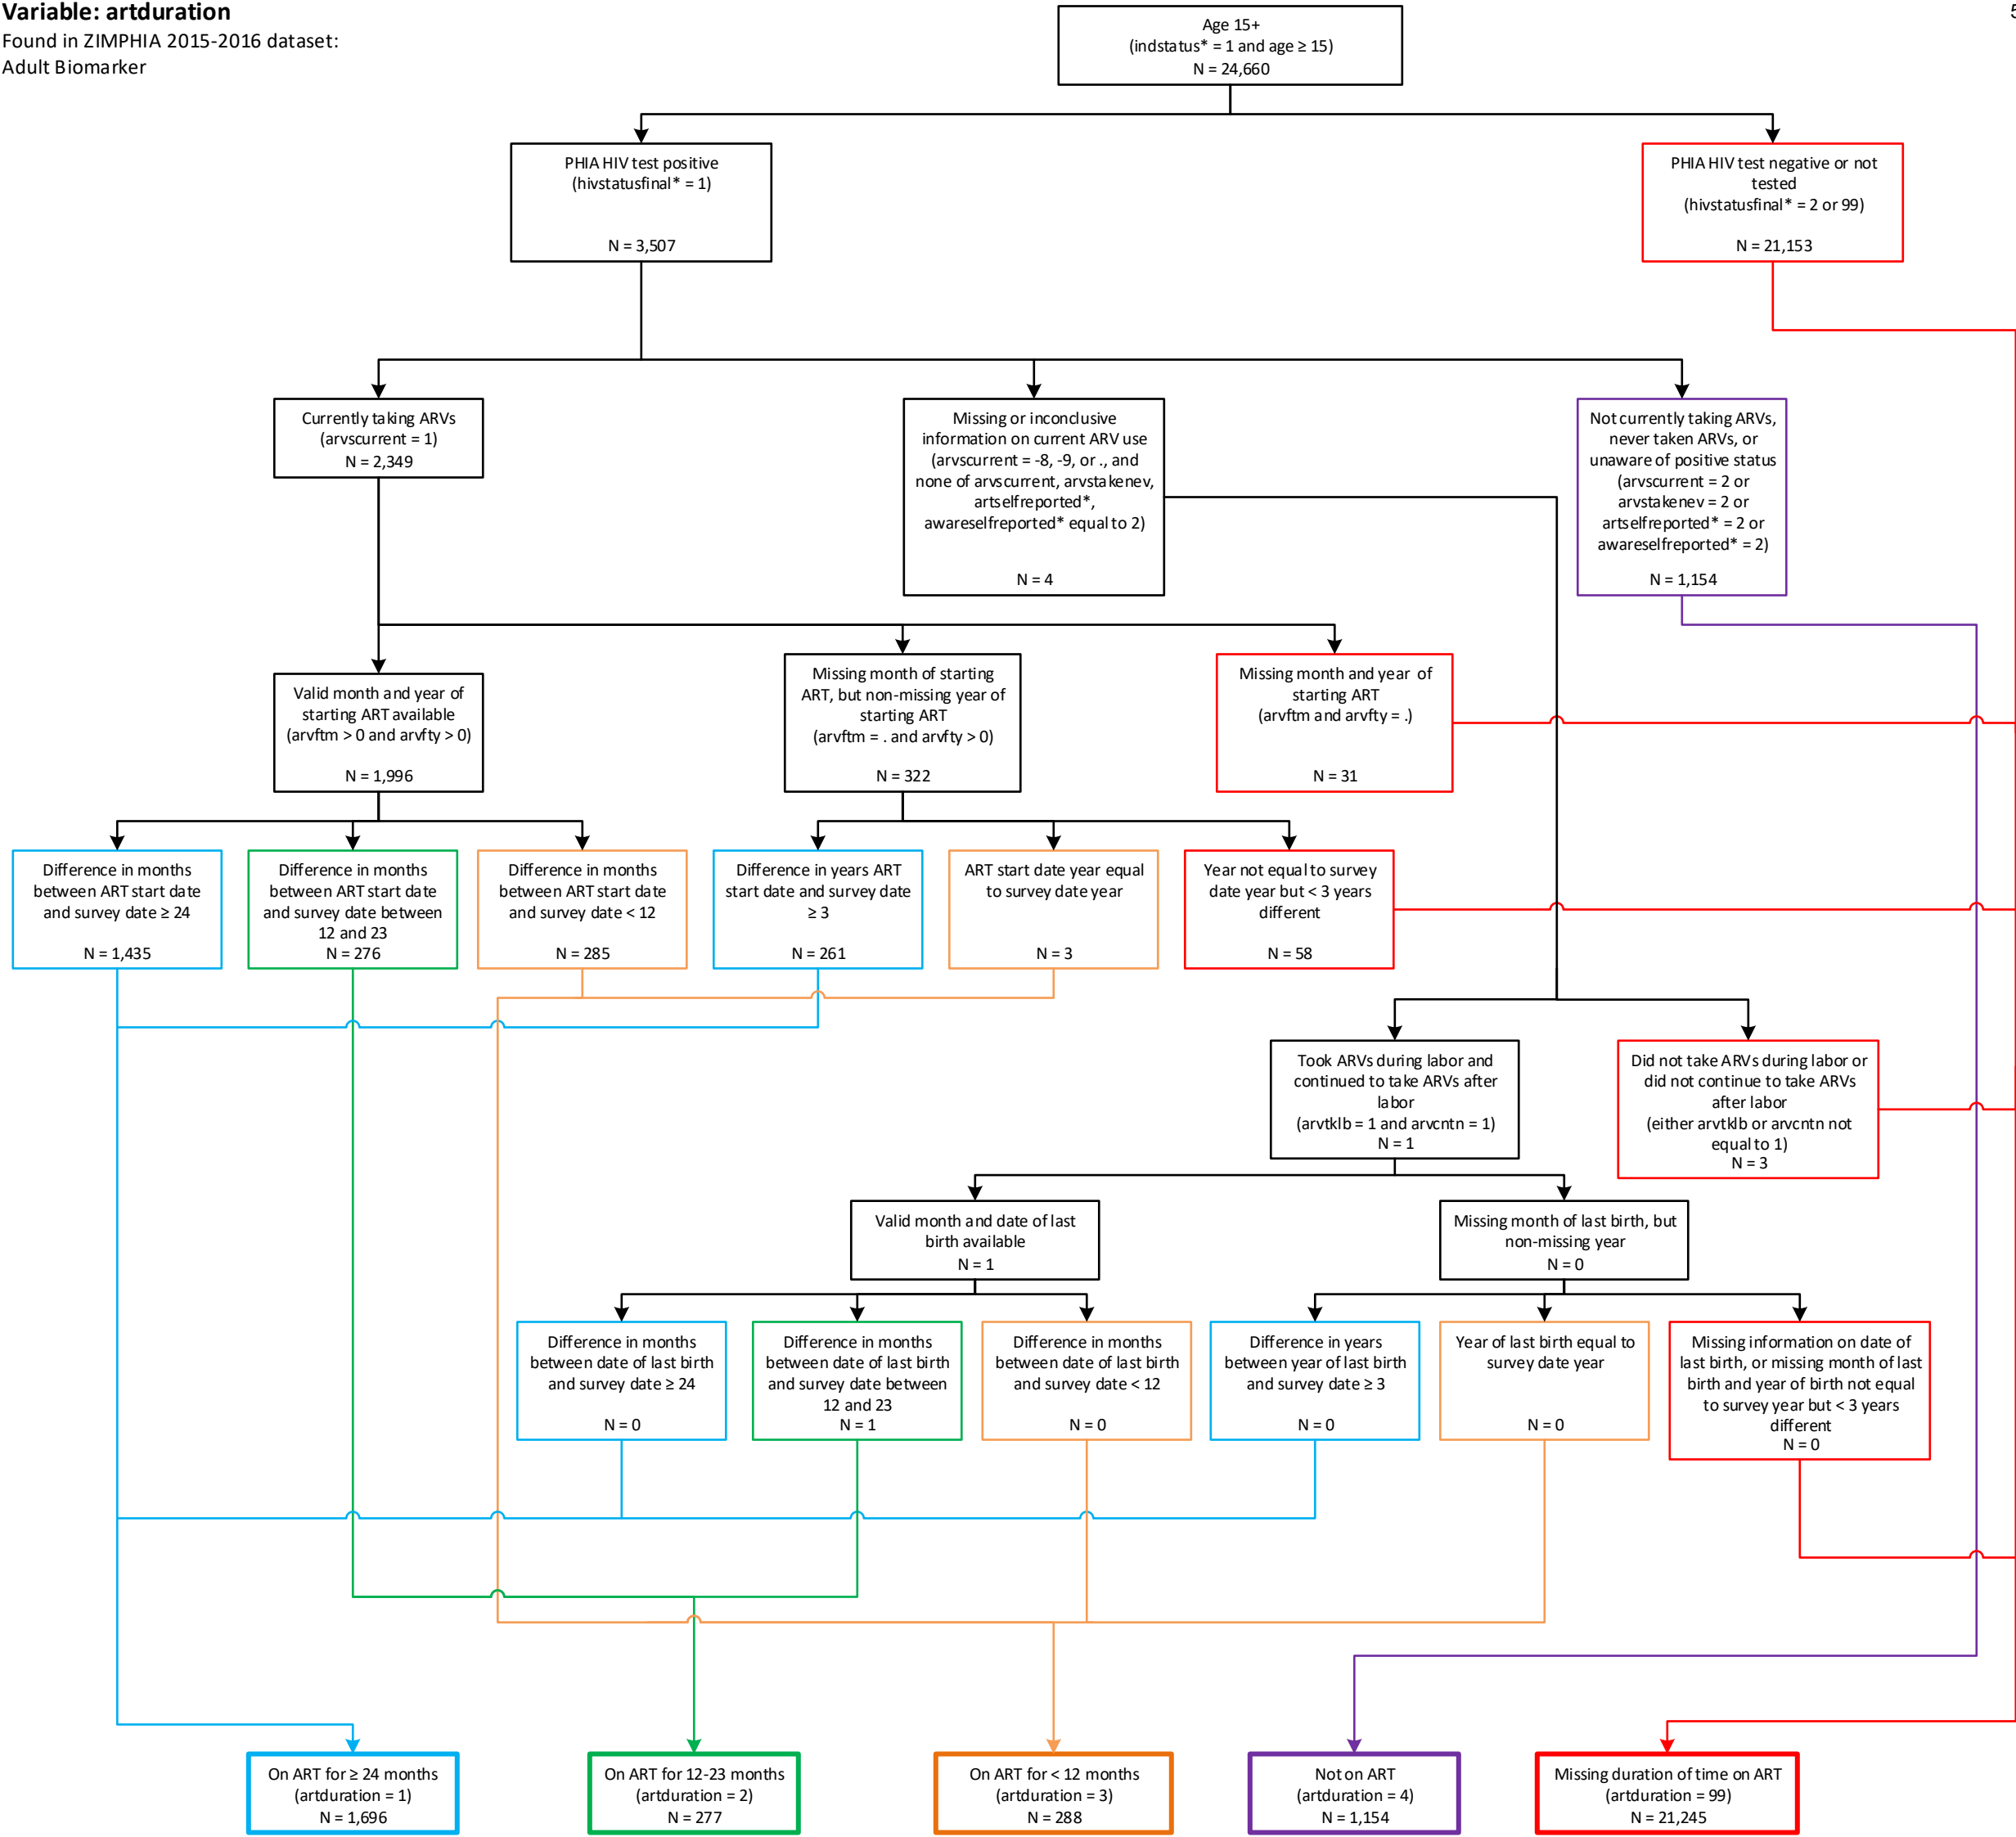 Variable: artduration
Found in ZIMPHIA 2015-2016 dataset:
Adult Biomarker
5
Age 15+
(indstatus* = 1 and age ≥ 15)
N = 24,660
PHIA HIV test positive
(hivstatusfinal* = 1)
N = 3,507
PHIA HIV test negative or not
tested
(hivstatusfinal* = 2 or 99)
N = 21,153
Currently taking ARVs
(arvscurrent = 1)
N = 2,349
Missing or inconclusive
information on current ARV use
(arvscurrent = -8, -9, or ., and
none of arvscurrent, arvstakenev,
artselfreported*,
awareselfreported* equal to 2)
N = 4
Not currently taking ARVs,
never taken ARVs, or
unaware of positive status
(arvscurrent = 2 or
arvstakenev = 2 or
artselfreported* = 2 or
awareselfreported* = 2)
N = 1,154
Valid month and year of
starting ART available
(arvftm > 0 and arvfty > 0)
N = 1,996
Missing month of starting
ART, but non-missing year of
starting ART
(arvftm = . and arvfty > 0)
N = 322
Missing month and year of
starting ART
(arvftm and arvfty = .)
N = 31
Difference in months
between ART start date
and survey date ≥ 24
N = 1,435
Difference in months
between ART start date
and survey date between
12 and 23
N = 276
Difference in months
between ART start date
and survey date < 12
N = 285
Difference in years ART
start date and survey date
≥ 3
N = 261
ART start date year equal
to survey date year
N = 3
Year not equal to survey
date year but < 3 years
different
N = 58
Took ARVs during labor and
continued to take ARVs after
labor
(arvtklb = 1 and arvcntn = 1)
N = 1
Did not take ARVs during labor or
did not continue to take ARVs
after labor
(either arvtklb or arvcntn not
equal to 1)
N = 3
Valid month and date of last
birth available
N = 1
Missing month of last birth, but
non-missing year
N = 0
Difference in months
between date of last birth
and survey date ≥ 24
N = 0
Difference in months
between date of last birth
and survey date between
12 and 23
N = 1
Difference in months
between date of last birth
and survey date < 12
N = 0
Difference in years
between year of last birth
and survey date ≥ 3
N = 0
Year of last birth equal to
survey date year
N = 0
Missing information on date of
last birth, or missing month of last
birth and year of birth not equal
to survey year but < 3 years
different
N = 0
On ART for ≥ 24 months
(artduration = 1)
N = 1,696
On ART for 12-23 months
(artduration = 2)
N = 277
On ART for < 12 months
(artduration = 3)
N = 288
Not on ART
(artduration = 4)
N = 1,154
Missing duration of time on ART
(artduration = 99)
N = 21,245